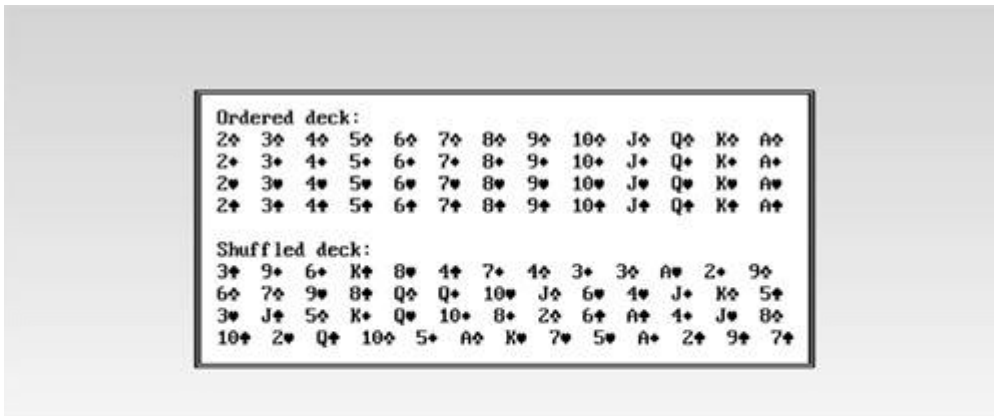 Ordered deck:
2♣ 3♣ 4♣ 5♣ 6♣ 7♣ 8♣ 9♣ 10♣ J♣ Q♣ K♣ A♣
2♦ 3♦ 4♦ 5♦ 6♦ 7♦ 8♦ 9♦ 10♦ J♦ Q♦ K♦ A♦
2♥ 3♥ 4♥ 5♥ 6♥ 7♥ 8♥ 9♥ 10♥ J♥ Q♥ K♥ A♥
2♠ 3♠ 4♠ 5♠ 6♠ 7♠ 8♠ 9♠ 10♠ J♠ Q♠ K♠ A♠
Shuffled deck:
3♠ 9♦ 6♦ K♠ 8♥ 4♠ 7♦ 4♣ 3♦ 3♣ A♥ 2♦ 9♣
6♣ 7♣ 9♥ 8♠ Q♣ Q♦ 10♥ J♣ 6♥ 4♥ J♦ K♣ 5♠
3♥ J♠ 5♣ K♦ Q♥ 10♦ 8♦ 2♣ 6♠ A♠ 4♦ J♥ 8♣
10♠ 2♥ Q♠ 10♣ 5♦ A♣ K♥ 7♥ 5♥ A♦ 2♠ 9♠ 7♠